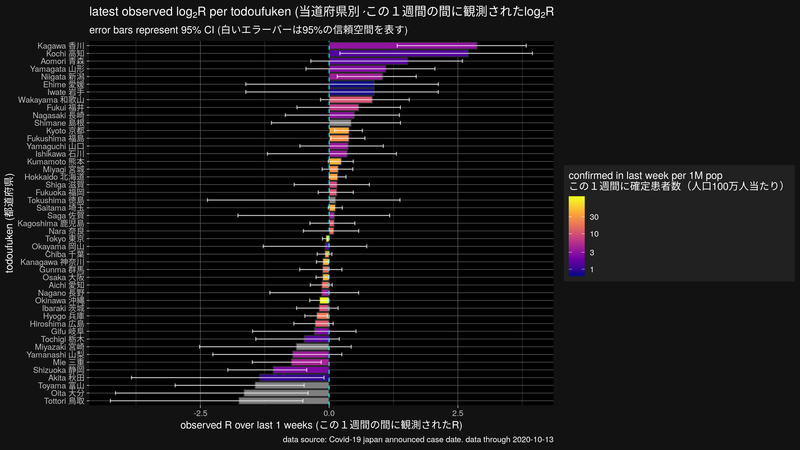 latest observed log2R per todoufuken (当道府県別 この１週間の間に観測されたlog2R
error bars represent 95% CI (白いエラーバーは95%の信頼空間を表す)
Kagawa 香川
Kochi 高知
Aomori 青森
Yamagata 山形
Niigata 新潟
Ehime 愛媛
Iwate 岩手
Wakayama 和歌山
Fukui 福井
Nagasaki 長崎
Shimane 島根
Kyoto 京都
Fukushima 福島
Yamaguchi 山口
Ishikawa 石川
Kumamoto 熊本
Miyagi 宮城
Hokkaido 北海道
Shiga 滋賀
Fukuoka 福岡
Tokushima 徳島
Saitama 埼玉
Saga 佐賀
Kagoshima 鹿児島
Nara 奈良
Tokyo 東京
Okayama 岡山
Chiba 千葉
Kanagawa 神奈川
Gunma 群馬
Osaka 大阪
Aichi 愛知
Nagano 長野
Okinawa 沖縄
Ibaraki 茨城
Hyogo 兵庫
Hiroshima 広島
Gifu 岐阜
Tochigi 栃木
Miyazaki 宮崎
Yamanashi 山梨
Mie 三重
Shizuoka 静岡
Akita 秋田
Toyama 富山
Oita 大分
Tottori 鳥取
todoufuken (都道府県)
-2.5 0.0 2.5
observed R over last 1 weeks (この１週間の間に観測されたR)
data source: Covid-19 japan announced case date. data through 2020-10-13
confirmed in last week per 1M pop
この１週間に確定患者数（人口100万人当たり）
30
10
3
1